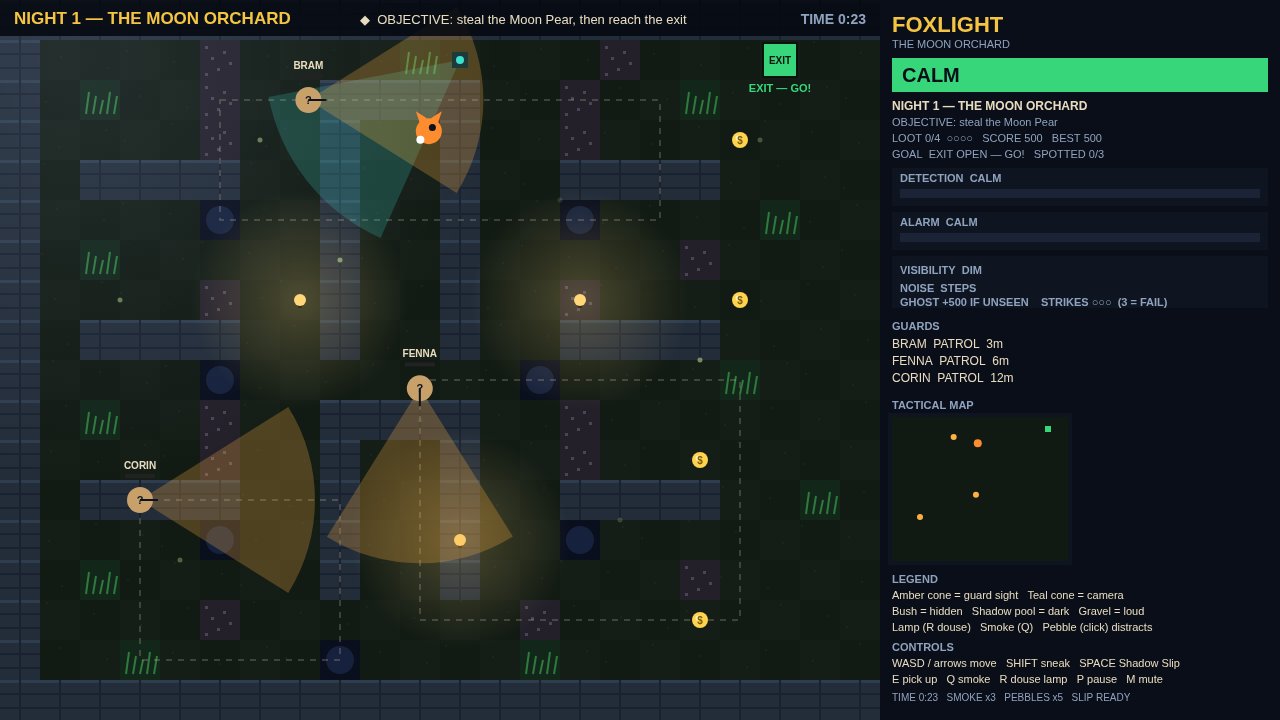 NIGHT 1 — THE MOON ORCHARD
◆ OBJECTIVE: steal the Moon Pear, then reach the exit
TIME 0:23
BRAM
?
EXIT
EXIT — GO!
$
$
FENNA
?
$
CORIN
?
$
FOXLIGHT
THE MOON ORCHARD
CALM
NIGHT 1 — THE MOON ORCHARD
OBJECTIVE: steal the Moon Pear
LOOT 0/4 ○○○○ SCORE 500 BEST 500
GOAL EXIT OPEN — GO! SPOTTED 0/3
DETECTION CALM
ALARM CALM
VISIBILITY DIM
NOISE STEPS
GHOST +500 IF UNSEEN STRIKES ○○○ (3 = FAIL)
GUARDS
BRAM PATROL 3m
FENNA PATROL 6m
CORIN PATROL 12m
TACTICAL MAP
LEGEND
Amber cone = guard sight Teal cone = camera
Bush = hidden Shadow pool = dark Gravel = loud
Lamp (R douse) Smoke (Q) Pebble (click) distracts
CONTROLS
WASD / arrows move SHIFT sneak SPACE Shadow Slip
E pick up Q smoke R douse lamp P pause M mute
TIME 0:23 SMOKE x3 PEBBLES x5 SLIP READY